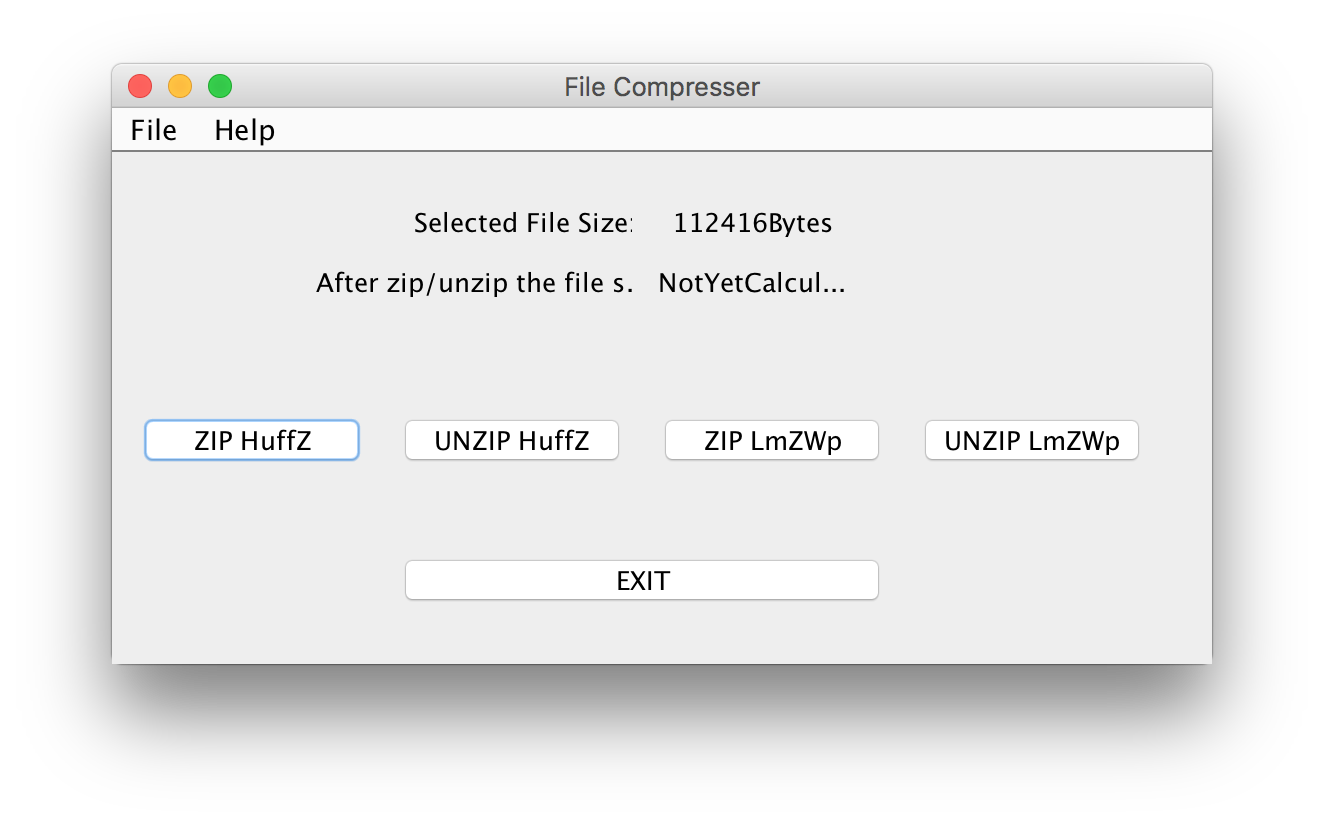 File Compresser
File Help
Selected File Size: 112416Bytes
After zip/unzip the file s. NotYetCalcul...
ZIP HuffZ UNZIP HuffZ ZIP LmZWp UNZIP LmZWp
EXIT